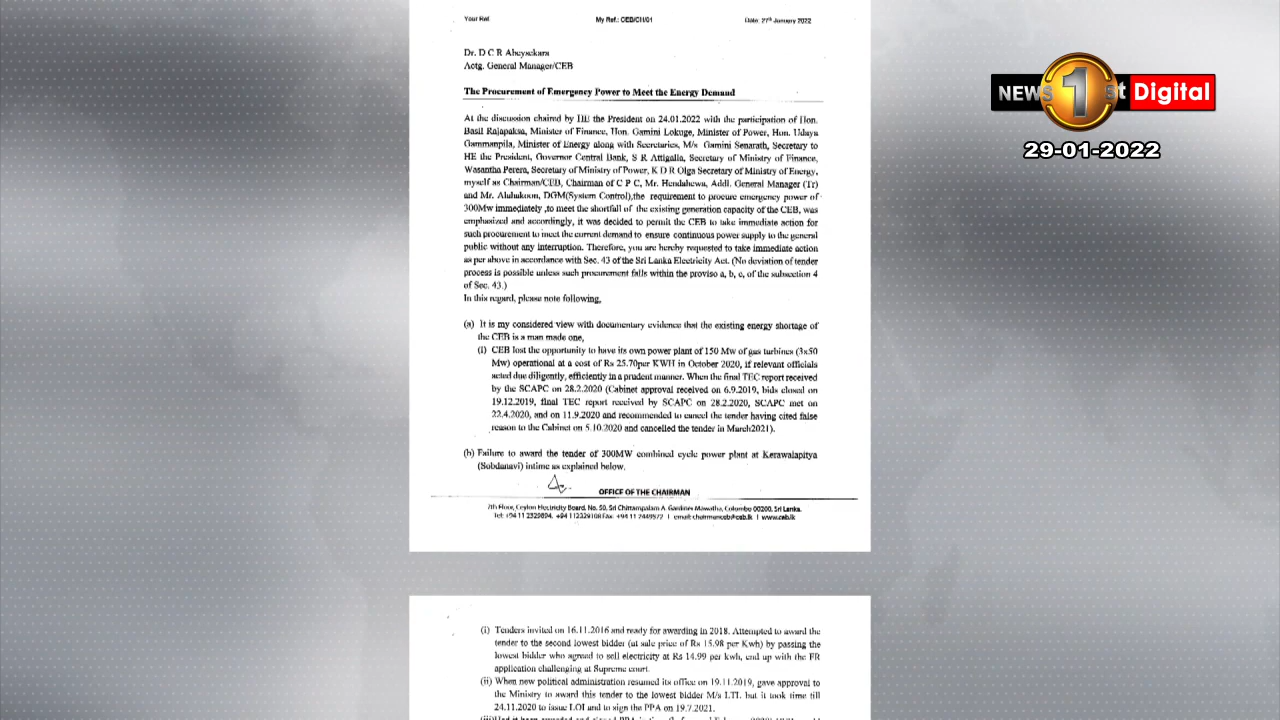 Your Ref. My Ref.: CEB/CH/01 Date: 27th January 2022
NEWS 1st Digital
29-01-2022
Dr. D C R Abeysekara
Actg. General Manager/CEB
The Procurement of Emergency Power to Meet the Energy Demand
At the discussion chaired by HE the President on 24.01.2022 with the participation of Hon.
Basil Rajapaksa, Minister of Finance, Hon. Gamini Lokuge, Minister of Power, Hon. Udaya
Gammanpila, Minister of Energy along with Secretaries, M/s Gamini Senarath, Secretary to
HE the President, Governor Central Bank, S R Attigalla, Secretary of Ministry of Finance,
Wasantha Perera, Secretary of Ministry of Power, K D R Olga Secretary of Ministry of Energy,
myself as Chairman/CEB, Chairman of C P C, Mr. Hendahewa, Addl. General Manager (Tr)
and Mr. Aluthkoon, DGM(System Control),the requirement to procure emergency power of
300Mw immediately ,to meet the shortfall of the existing generation capacity of the CEB, was
emphasized and accordingly, it was decided to permit the CEB to take immediate action for
such procurement to meet the current demand to ensure continuous power supply to the general
public without any interruption. Therefore, you are hereby requested to take immediate action
as per above in accordance with Sec. 43 of the Sri Lanka Electricity Act. (No deviation of tender
process is possible unless such procurement falls within the proviso a, b, c, of the subsection 4
of Sec. 43.)
In this regard, please note following,
(a) It is my considered view with documentary evidence that the existing energy shortage of
the CEB is a man made one,
(i) CEB lost the opportunity to have its own power plant of 150 Mw of gas turbines (3x50
Mw) operational at a cost of Rs 25.70per KWH in October 2020, if relevant officials
acted due diligently, efficiently in a prudent manner. When the final TEC report received
by the SCAPC on 28.2.2020 (Cabinet approval received on 6.9.2019, bids closed on
19.12.2019, final TEC report received by SCAPC on 28.2.2020, SCAPC met on
22.4.2020, and on 11.9.2020 and recommended to cancel the tender having cited false
reason to the Cabinet on 5.10.2020 and cancelled the tender in March2021).
(b) Failure to award the tender of 300MW combined cycle power plant at Kerawalapitya
(Sobdanavi) intime as explained below.
OFFICE OF THE CHAIRMAN
7th Floor, Ceylon Electricity Board, No. 50, Sir Chittampalam A Gardiner Mawatha, Colombo 00200, Sri Lanka.
Tel: +94 11 2329894, +94 11 Fax: +94 11 email: chairmanceb@ceb.lk | www.ceb.lk
(i) Tenders invited on 16.11.2016 and ready for awarding in 2018. Attempted to award the
tender to the second lowest bidder (at sale price of Rs 15.98 per Kwh) by passing the
lowest bidder who agreed to sell electricity at Rs 14.99 per kwh, end up with the FR
application challenging at Supreme court.
(ii) When new political administration resumed its office on 19.11.2019, gave approval to
the Ministry to award this tender to the lowest bidder M/s LTL but it took time till
24.11.2020 to issue LOI and to sign the PPA on 19.7.2021.